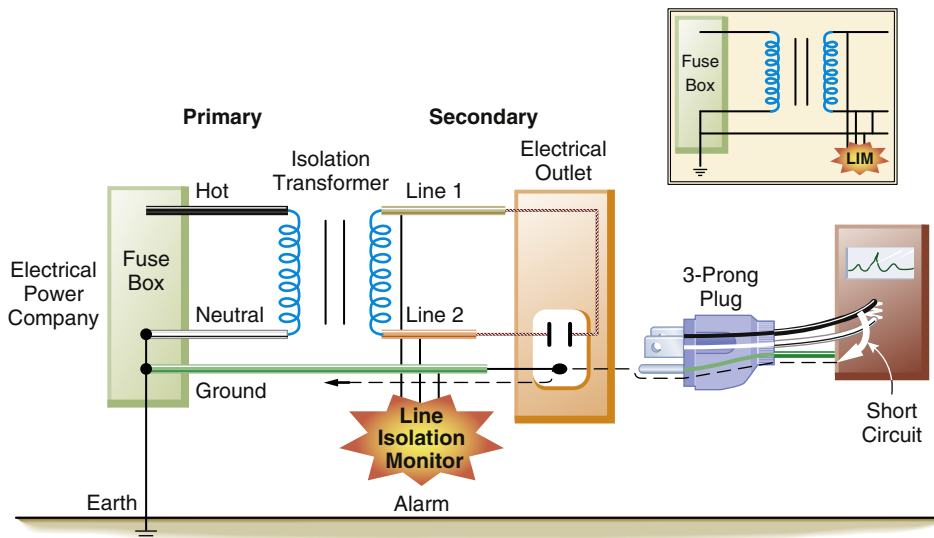 Fuse
Box
LIM
Primary
Secondary
Isolation
Transformer
Electrical
Outlet
Hot
Line 1
Electrical
Power
Company
Fuse
Box
3-Prong
Plug
Neutral
Line 2
Ground
Line
Isolation
Monitor
Short
Circuit
Earth
Alarm